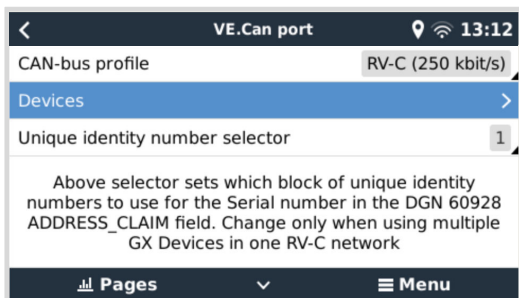 VE.Can port 13:12
CAN-bus profile RV-C (250 kbit/s)
Devices
Unique identity number selector 1
Above selector sets which block of unique identity
numbers to use for the Serial number in the DGN 60928
ADDRESS_CLAIM field. Change only when using multiple
GX Devices in one RV-C network
Pages Menu